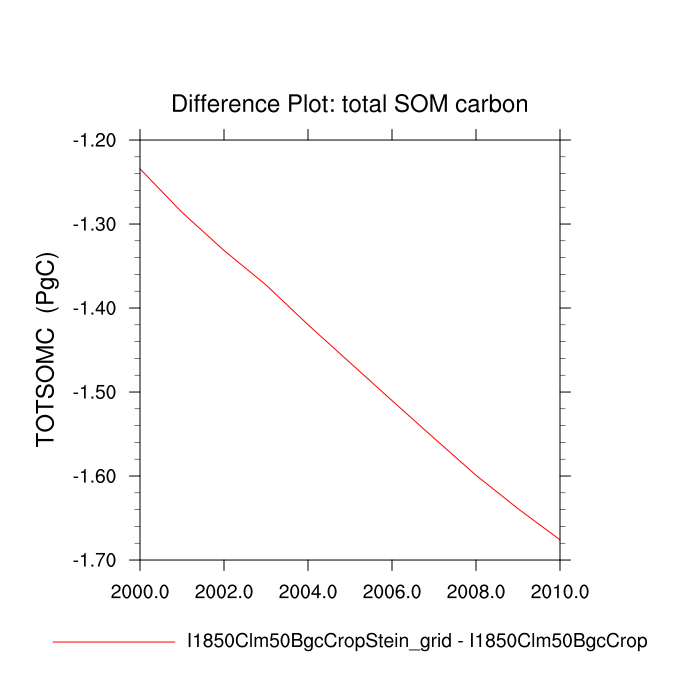 Difference Plot: total SOM carbon
TOTSOMC (PgC)
-1.20
-1.30
-1.40
-1.50
-1.60
-1.70
2000.0 2002.0 2004.0 2006.0 2008.0 2010.0
I1850Clm50BgcCropStein_grid - I1850Clm50BgcCrop